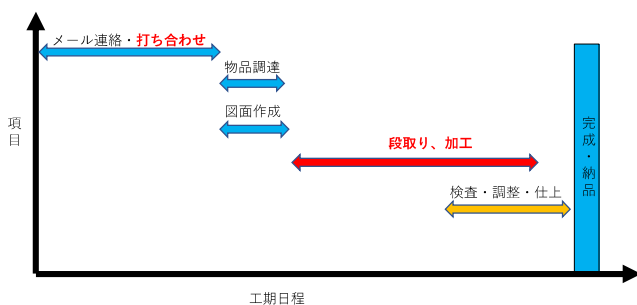 メール連絡・打ち合わせ
物品調達
図面作成
段取り、加工
検査・調整・仕上
完成・納品
項目
工期日程